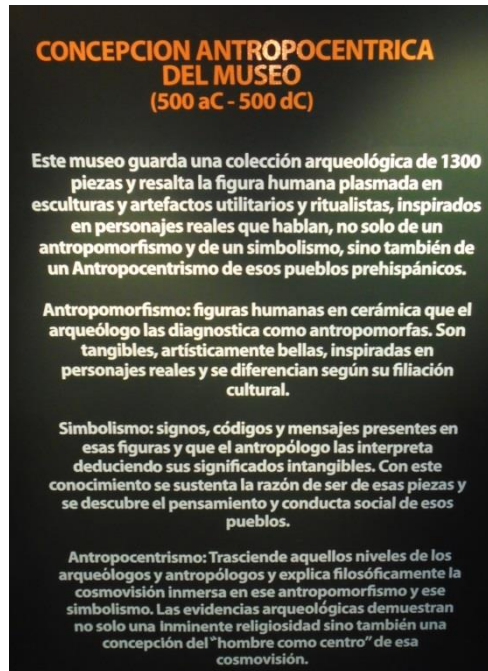 CONCEPCION ANTROPOCENTRICA
DEL MUSEO
(500 aC - 500 dC)
Este museo guarda una colección arqueológica de 1300
piezas y resalta la figura humana plasmada en
esculturas y artefactos utilitarios y ritualistas, inspirados
en personajes reales que hablan, no solo de un
antropomorfismo y de un simbolismo, sino también de
un Antropocentrismo de esos pueblos prehispánicos.
Antropomorfismo: figuras humanas en cerámica que el
arqueólogo las diagnostica como antropomorfas. Son
tangibles, artísticamente bellas, inspiradas en
personajes reales y se diferencian según su filiación
cultural.
Simbolismo: signos, códigos y mensajes presentes en
esas figuras y que el antropólogo las interpreta
deduciendo sus significados intangibles. Con este
conocimiento se sustenta la razón de ser de esas piezas y
se descubre el pensamiento y conducta social de esos
pueblos.
Antropocentrismo: Trasciende aquellos niveles de los
arqueólogos y antropólogos y explica filosóficamente la
cosmovisión inmersa en ese antropomorfismo y ese
simbolismo. Las evidencias arqueológicas demuestran
no solo una inminente religiosidad sino también una
concepción del "hombre como centro" de esa
cosmovisión.